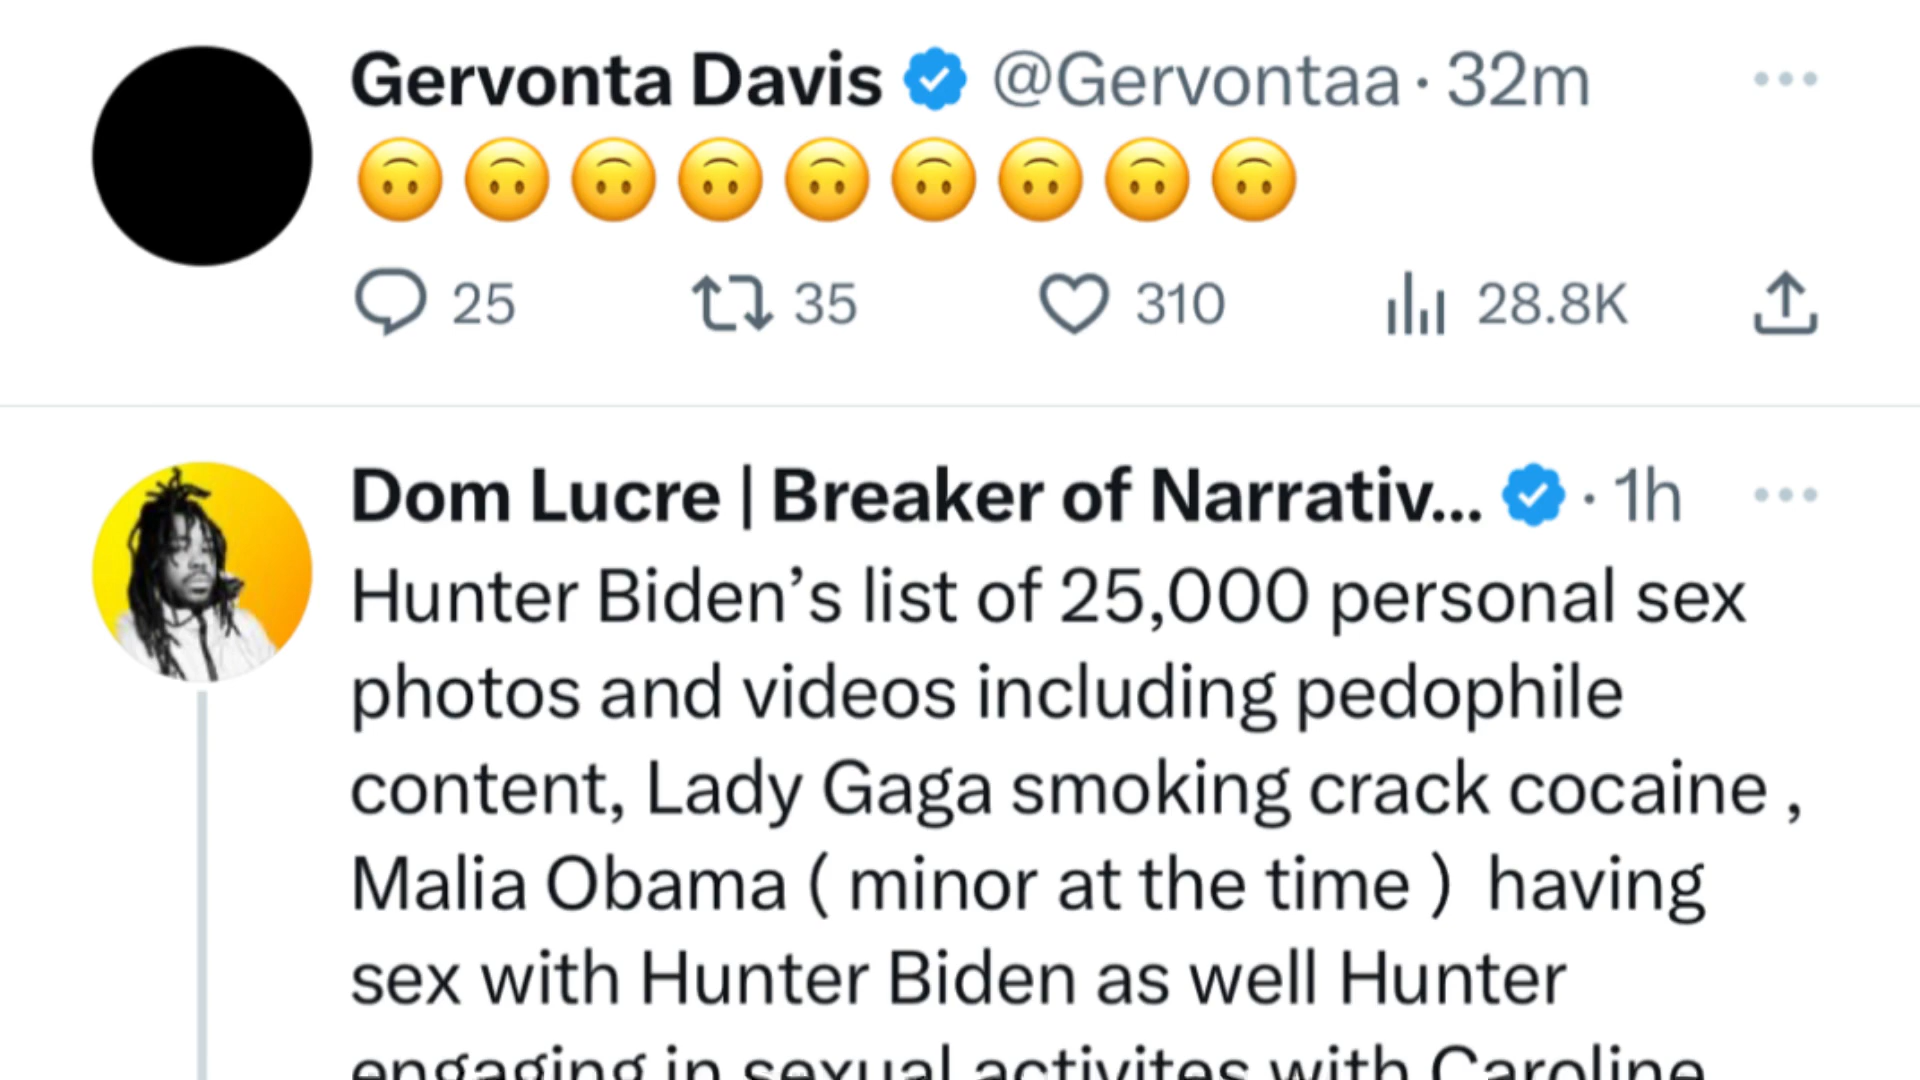 Gervonta Davis @Gervontaa · 32m
🙃🙃🙃🙃🙃🙃🙃🙃🙃
25 35 310 28.8K
Dom Lucre | Breaker of Narrativ... · 1h
Hunter Biden’s list of 25,000 personal sex
photos and videos including pedophile
content, Lady Gaga smoking crack cocaine ,
Malia Obama ( minor at the time ) having
sex with Hunter Biden as well Hunter
engaging in sexual activites with Caroline